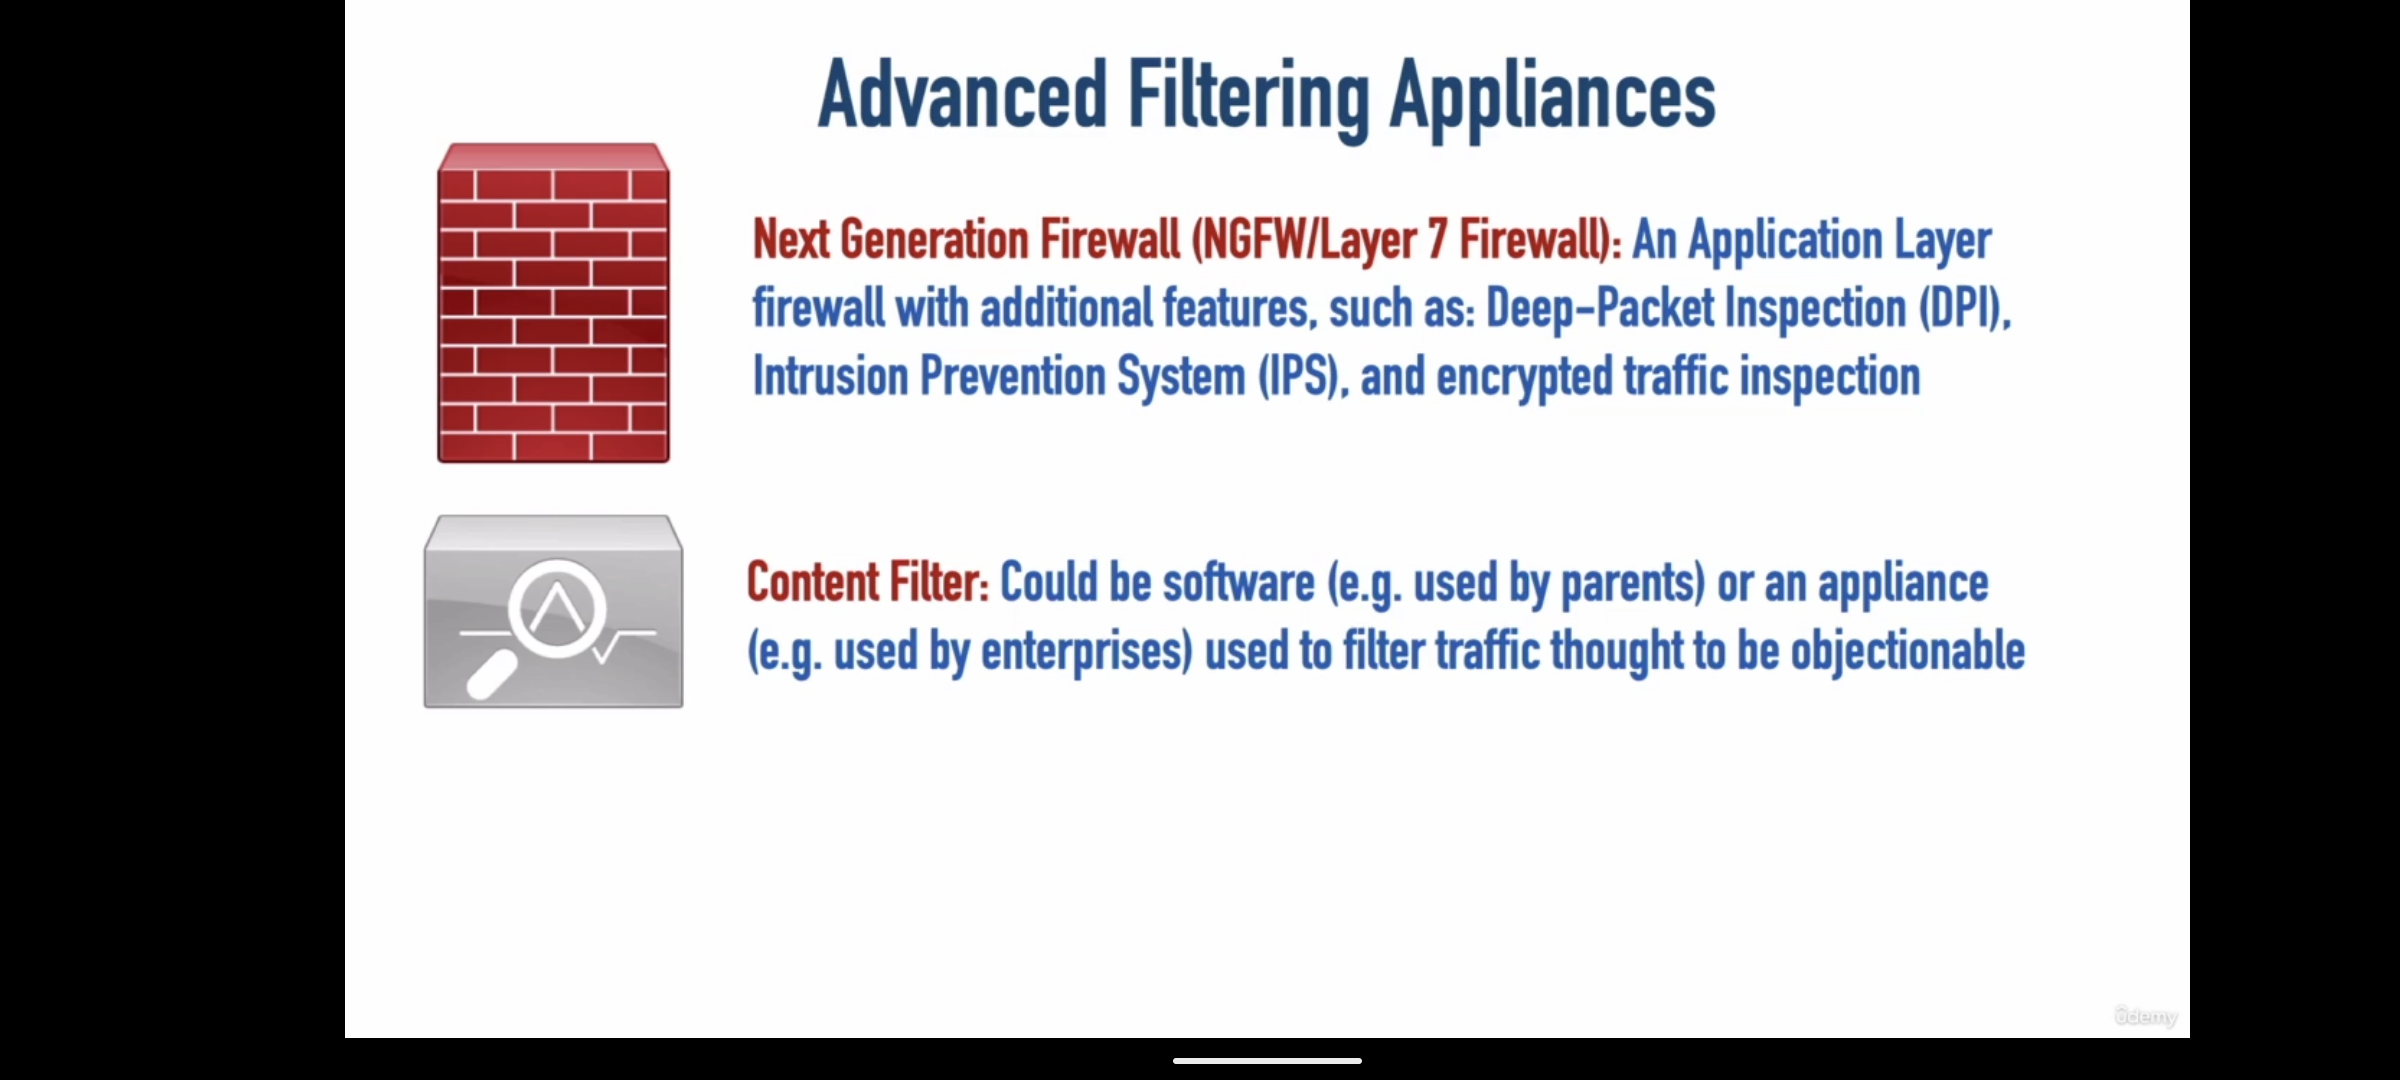 Advanced Filtering Appliances
Next Generation Firewall (NGFW/Layer 7 Firewall): An Application Layer
firewall with additional features, such as: Deep-Packet Inspection (DPI),
Intrusion Prevention System (IPS), and encrypted traffic inspection
Content Filter: Could be software (e.g. used by parents) or an appliance
(e.g. used by enterprises) used to filter traffic thought to be objectionable
ûdemy